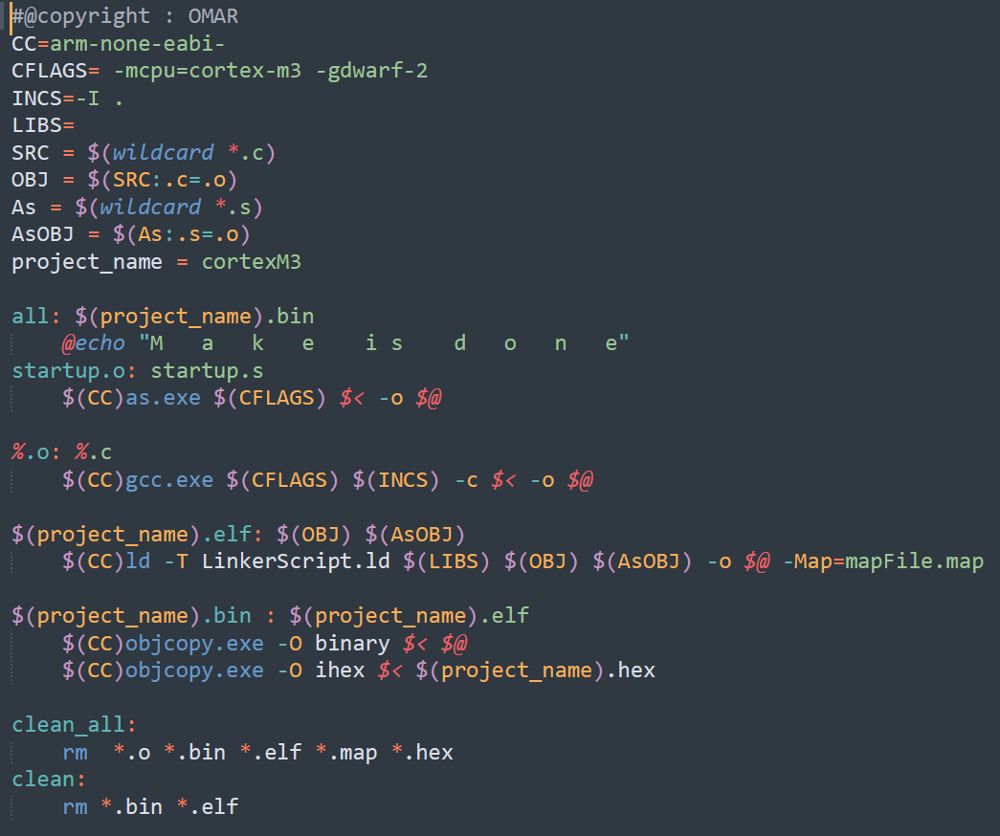 #@copyright : OMAR
CC=arm-none-eabi-
CFLAGS= -mcpu=cortex-m3 -gdwarf-2
INCS=-I .
LIBS=
SRC = $(wildcard *.c)
OBJ = $(SRC:.c=.o)
As = $(wildcard *.s)
AsOBJ = $(As:.s=.o)
project_name = cortexM3

all: $(project_name).bin
    @echo "M   a   k   e    i s    d   o   n   e"
startup.o: startup.s
    $(CC)as.exe $(CFLAGS) $< -o $@

%.o: %.c
    $(CC)gcc.exe $(CFLAGS) $(INCS) -c $< -o $@

$(project_name).elf: $(OBJ) $(AsOBJ)
    $(CC)ld -T LinkerScript.ld $(LIBS) $(OBJ) $(AsOBJ) -o $@ -Map=mapFile.map

$(project_name).bin : $(project_name).elf
    $(CC)objcopy.exe -O binary $< $@
    $(CC)objcopy.exe -O ihex $< $(project_name).hex

clean_all:
    rm  *.o *.bin *.elf *.map *.hex
clean:
    rm *.bin *.elf